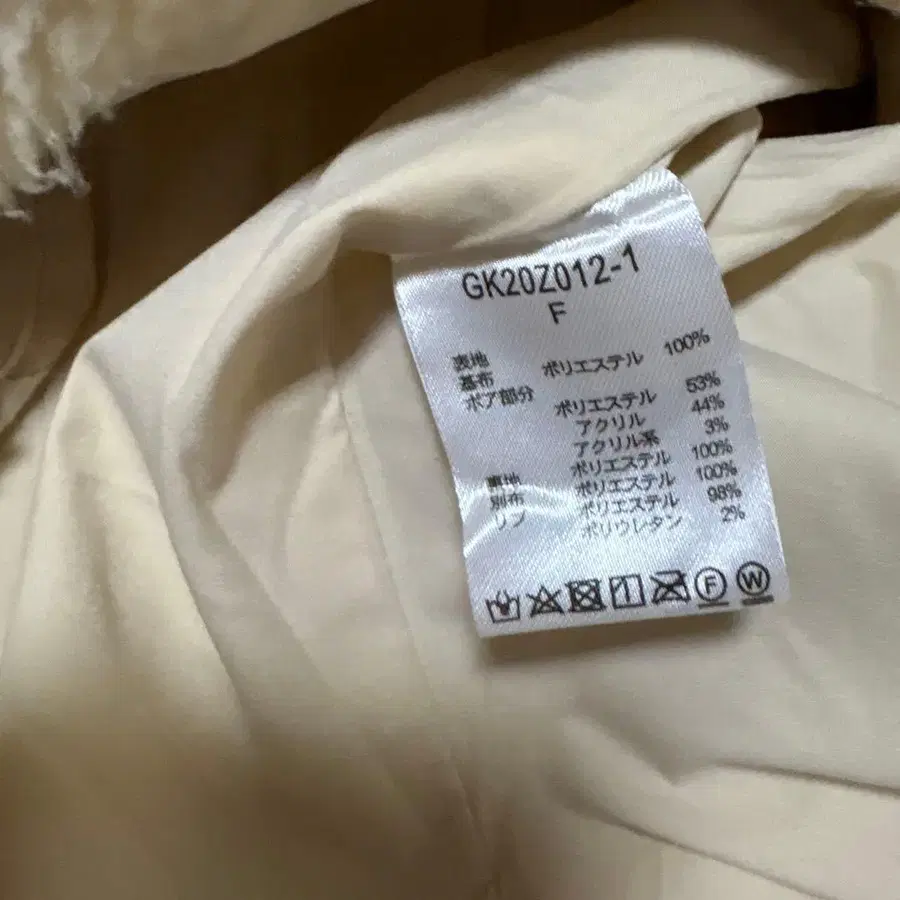 GK20Z012-1
F
表地
基布 ポリエステル 100%
ボア部分
ポリエステル 53%
アクリル 44%
アクリル系 3%
裏地 ポリエステル 100%
別布 ポリエステル 100%
リブ ポリエステル 98%
ポリウレタン 2%
F W